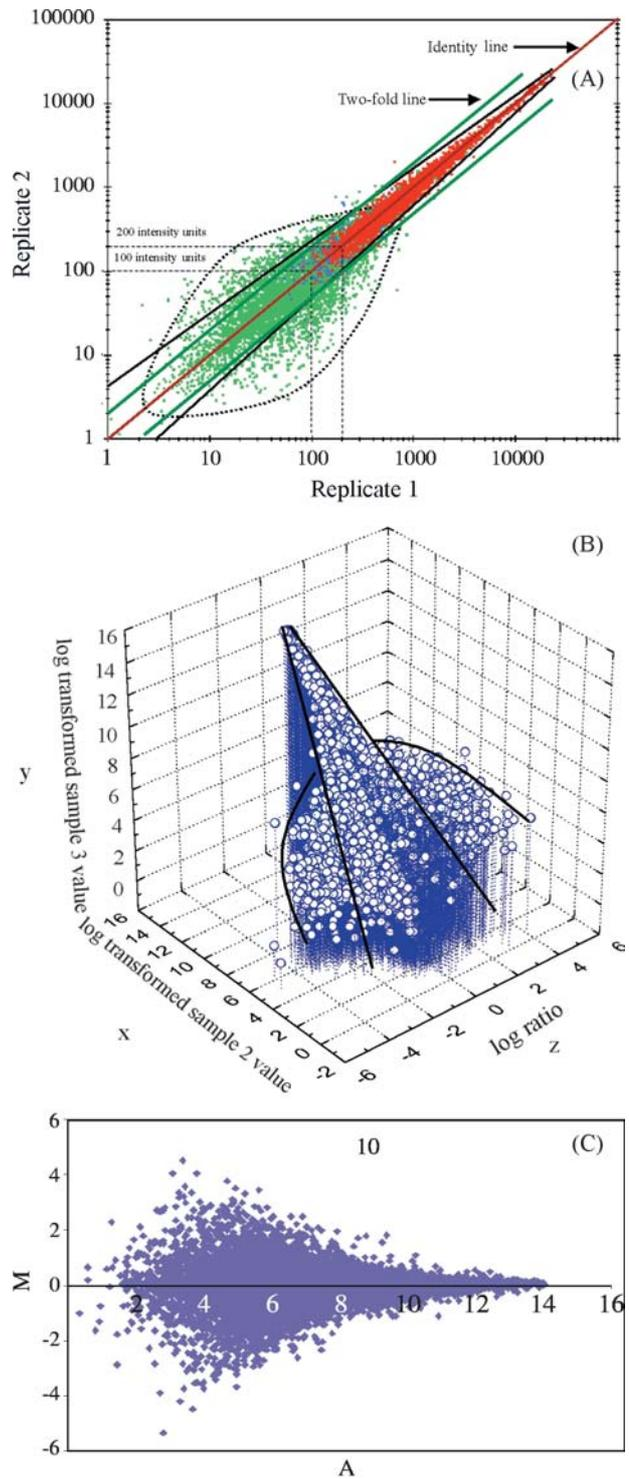 100000
Identity line
(A)
10000
Two-fold line
1000
Replicate 2
200 intensity units
100
100 intensity units
10
1
1 10 100 1000 10000
Replicate 1
(B)
16
14
12
10
8
6
4
2
0
y
log transformed sample 3 value
16 14 12 10 8 6 4 2 0 -2
log transformed sample 2 value
x
-6 -4 -2 0 2 4 6
log ratio
z
6
10
(C)
4
2
M
0
2 4 6 8 10 12 14 16
-2
-4
-6
A